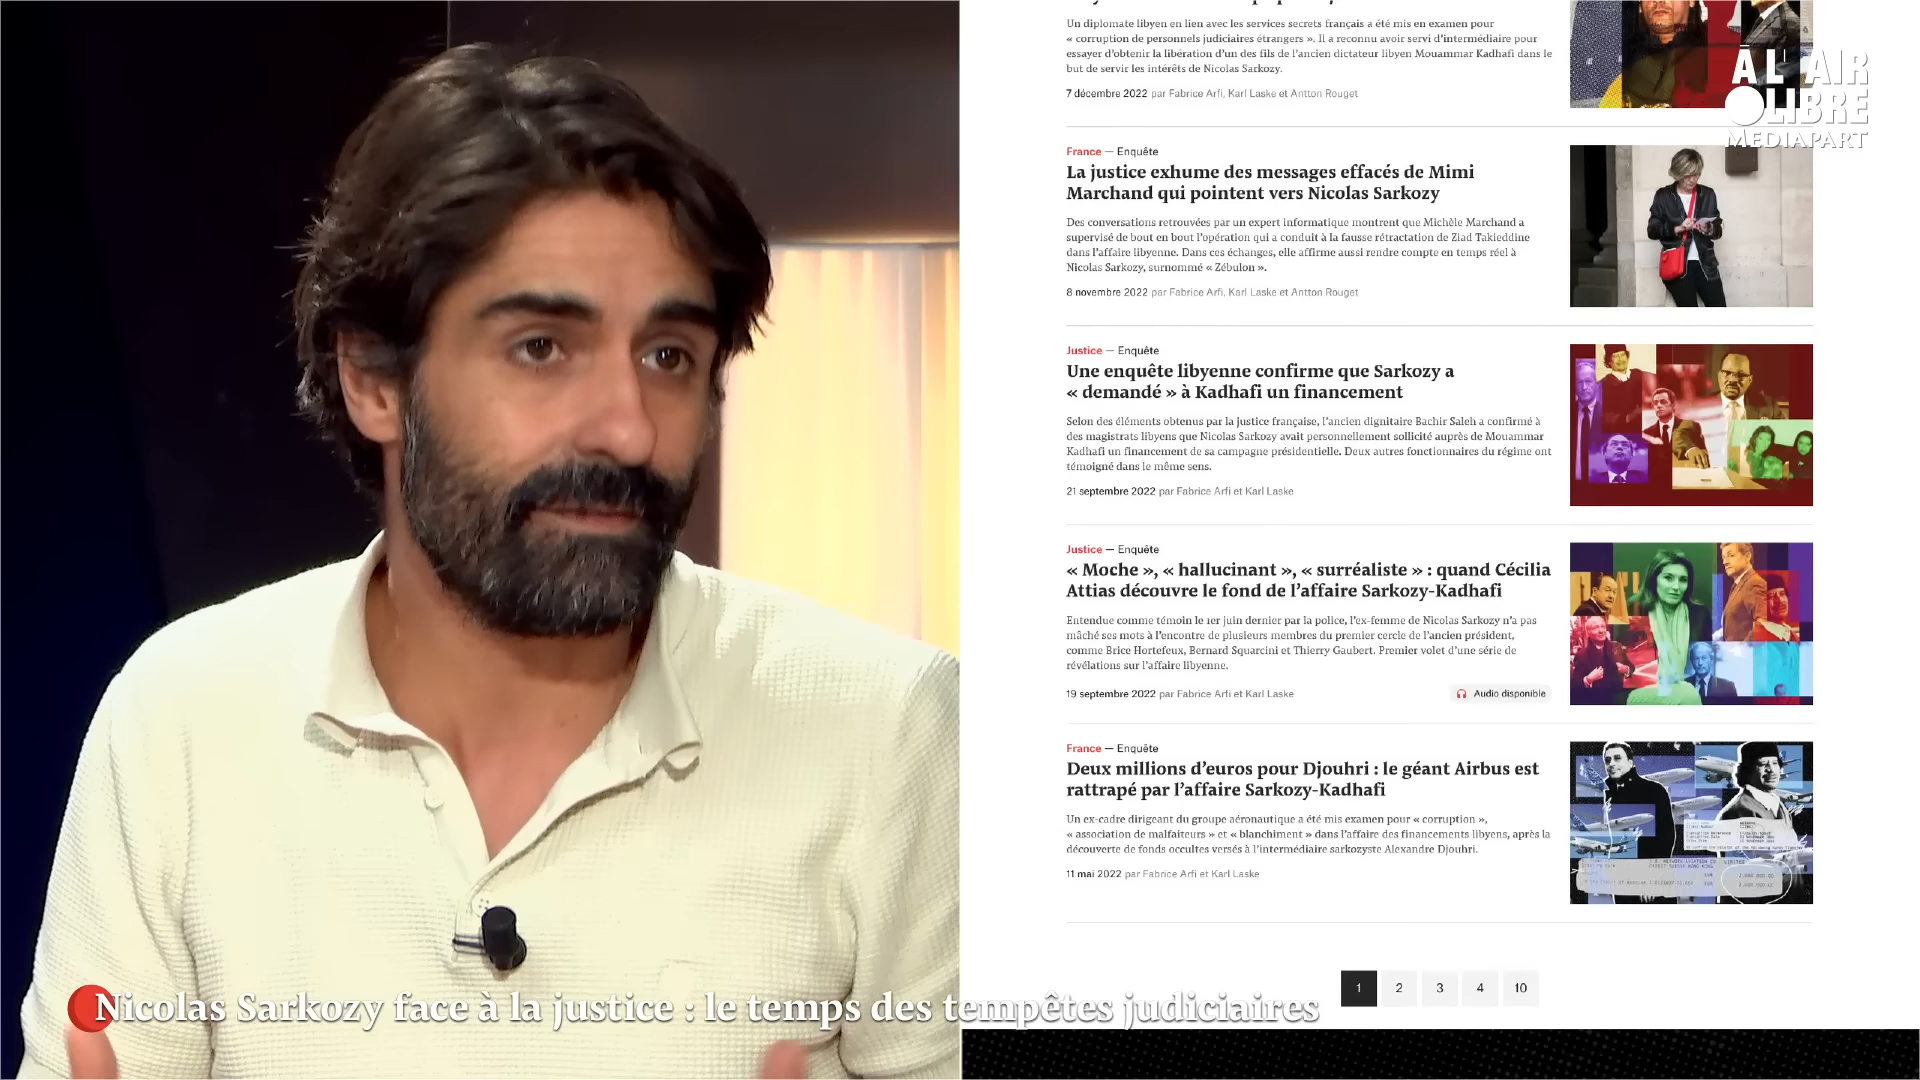 Un diplomate libyen en lien avec les services secrets français a été mis en examen pour
« corruption de personnels judiciaires étrangers ». Il a reconnu avoir servi d'intermédiaire pour
essayer d'obtenir la libération d'un des fils de l'ancien dictateur libyen Mouammar Kadhafi dans le
but de servir les intérêts de Nicolas Sarkozy.
7 décembre 2022 par Fabrice Arfi, Karl Laske et Antton Rouget
À L'AIR
LIBRE
MEDIAPART
France — Enquête
La justice exhume des messages effacés de Mimi
Marchand qui pointent vers Nicolas Sarkozy
Des conversations retrouvées par un expert informatique montrent que Michèle Marchand a
supervisé de bout en bout l'opération qui a conduit à la fausse rétractation de Ziad Takieddine
dans l'affaire libyenne. Dans ces échanges, elle affirme aussi rendre compte en temps réel à
Nicolas Sarkozy, surnommé « Zébulon ».
8 novembre 2022 par Fabrice Arfi, Karl Laske et Antton Rouget
Justice — Enquête
Une enquête libyenne confirme que Sarkozy a
« demandé » à Kadhafi un financement
Selon des éléments obtenus par la justice française, l'ancien dignitaire Bachir Saleh a confirmé à
des magistrats libyens que Nicolas Sarkozy avait personnellement sollicité auprès de Mouammar
Kadhafi un financement de sa campagne présidentielle. Deux autres fonctionnaires du régime ont
témoigné dans le même sens.
21 septembre 2022 par Fabrice Arfi et Karl Laske
Justice — Enquête
« Moche », « hallucinant », « surréaliste » : quand Cécilia
Attias découvre le fond de l'affaire Sarkozy-Kadhafi
Entendue comme témoin le 1er juin dernier par la police, l'ex-femme de Nicolas Sarkozy n'a pas
mâché ses mots à l'encontre de plusieurs membres du premier cercle de l'ancien président,
comme Brice Hortefeux, Bernard Squarcini et Thierry Gaubert. Premier volet d'une série de
révélations sur l'affaire libyenne.
19 septembre 2022 par Fabrice Arfi et Karl Laske
Audio disponible
France — Enquête
Deux millions d'euros pour Djouhri : le géant Airbus est
rattrapé par l'affaire Sarkozy-Kadhafi
Un ex-cadre dirigeant du groupe aéronautique a été mis examen pour « corruption »,
« association de malfaiteurs » et « blanchiment » dans l'affaire des financements libyens, après la
découverte de fonds occultes versés à l'intermédiaire sarkozyste Alexandre Djouhri.
11 mai 2022 par Fabrice Arfi et Karl Laske
1 2 3 4 10
Nicolas Sarkozy face à la justice : le temps des tempêtes judiciaires